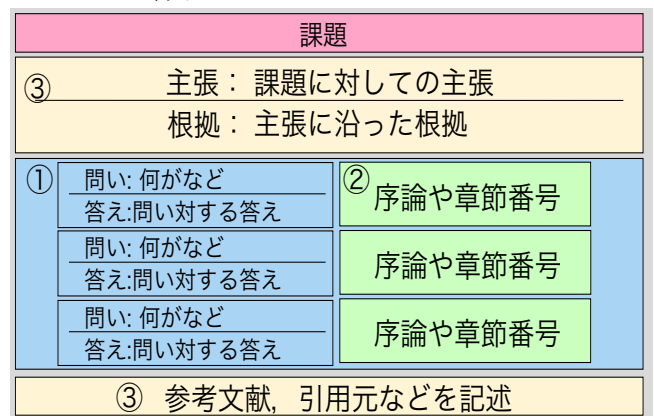 課題
③
主張： 課題に対しての主張
根拠： 主張に沿った根拠
①
問い: 何がなど
答え:問い対する答え
②
序論や章節番号
問い: 何がなど
答え:問い対する答え
序論や章節番号
問い: 何がなど
答え:問い対する答え
序論や章節番号
③ 参考文献, 引用元などを記述